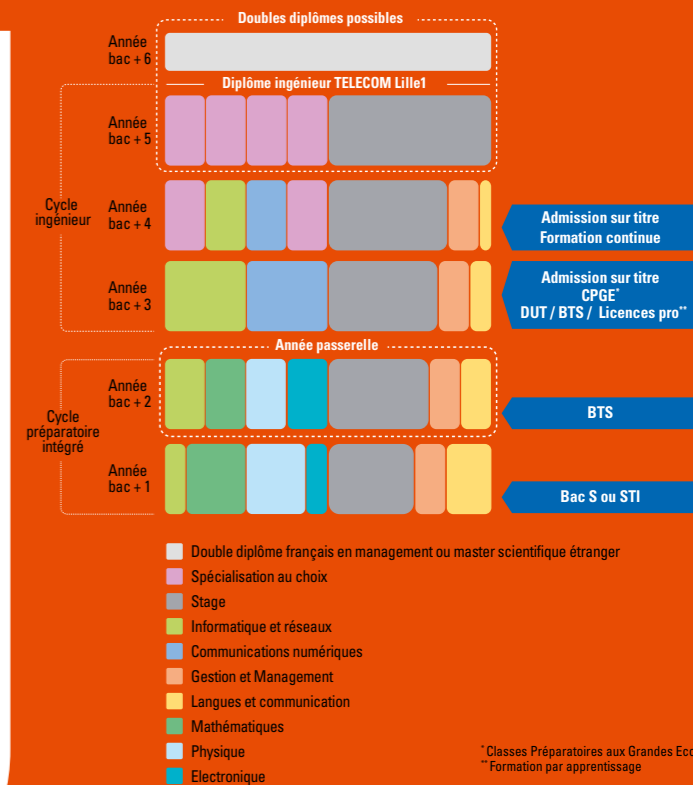 Doubles diplômes possibles
Année
bac + 6
Diplôme ingénieur TELECOM Lille1
Année
bac + 5
Cycle
ingénieur
Année
bac + 4
Admission sur titre
Formation continue
Année
bac + 3
Admission sur titre
CPGE*
DUT / BTS / Licences pro**
Année passerelle
Année
bac + 2
BTS
Cycle
préparatoire
intégré
Année
bac + 1
Bac S ou STI
Double diplôme français en management ou master scientifique étranger
Spécialisation au choix
Stage
Informatique et réseaux
Communications numériques
Gestion et Management
Langues et communication
Mathématiques
Physique
Electronique
* Classes Préparatoires aux Grandes
** Formation par apprentissage